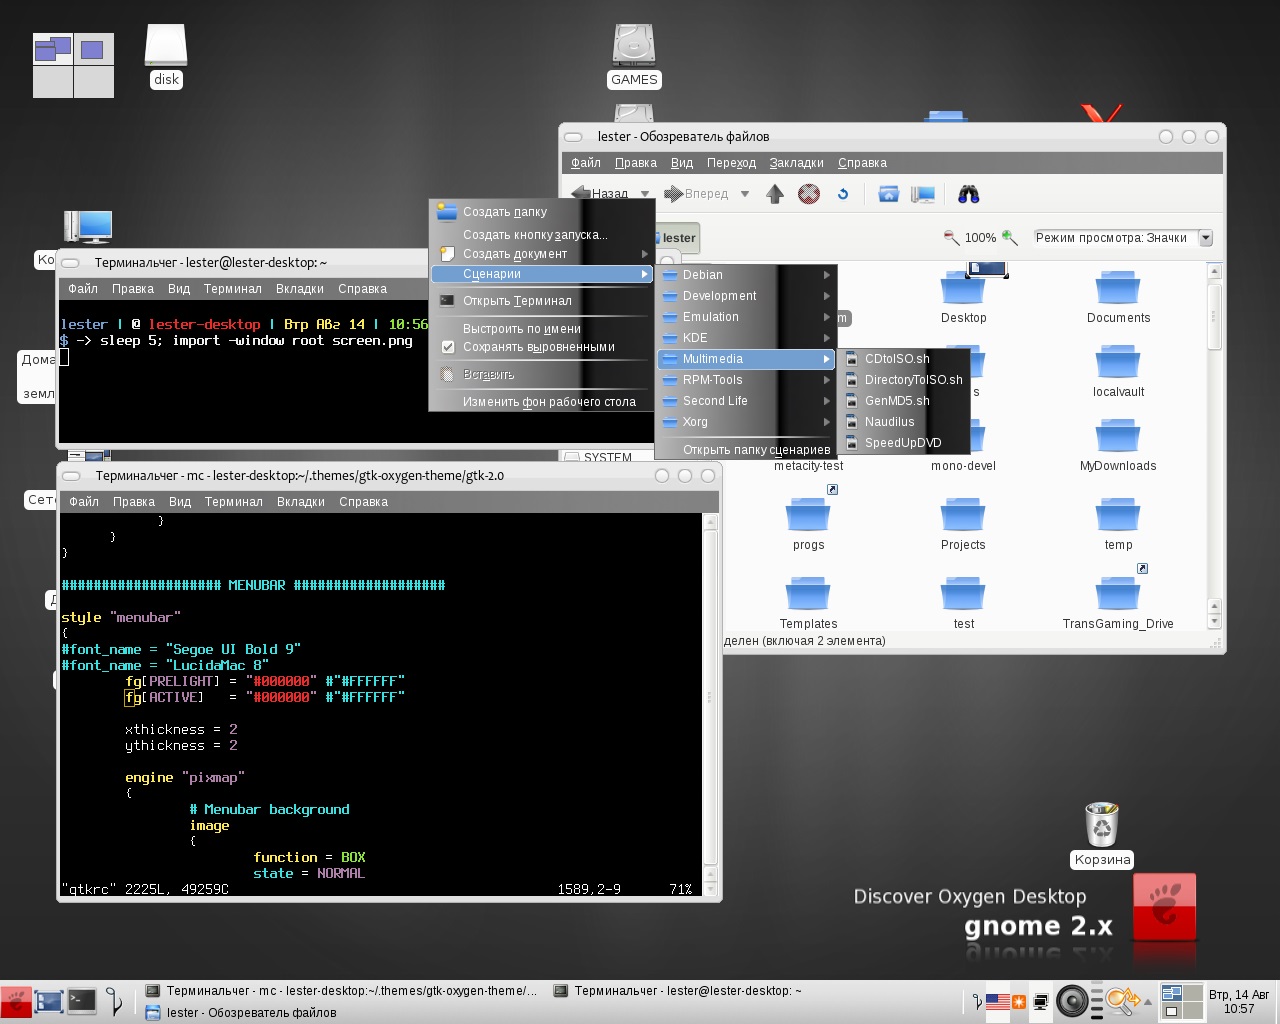 disk
GAMES
lester - Обозреватель файлов
Файл Правка Вид Переход Закладки Справка
Назад Вперед
lester
100%
Режим просмотра: Значки
Desktop
Documents
localvault
metacity-test
mono-devel
MyDownloads
progs
Projects
temp
Templates
test
TransGaming_Drive
делен (включая 2 элемента)
Создать папку
Создать кнопку запуска...
Создать документ
Сценарии
Открыть Терминал
Выстроить по имени
Сохранять выровненными
Вставить
Изменить фон рабочего стола
Debian
Development
Emulation
KDE
Multimedia
RPM-Tools
Second Life
Xorg
Открыть папку сценариев
CDtoISO.sh
DirectoryToISO.sh
GenMD5.sh
Naudilus
SpeedUpDVD
Ко
Терминальчег - lester@lester-desktop: ~
Файл Правка Вид Терминал Вкладки Справка
lester | @ lester-desktop | Втр Авг 14 | 10:56
$ -> sleep 5; import -window root screen.png
Дома
земл
SYSTEM
Сете
Терминальчег - mc - lester-desktop:~/.themes/gtk-oxygen-theme/gtk-2.0
Файл Правка Вид Терминал Вкладки Справка
}
}
}
#################### MENUBAR ###################
style "menubar"
{
#font_name = "Segoe UI Bold 9"
#font_name = "LucidaMac 8"
fg[PRELIGHT] = "#000000" #"#FFFFFF"
fg[ACTIVE] = "#000000" #"#FFFFFF"
xthickness = 2
ythickness = 2
engine "pixmap"
{
# Menubar background
image
{
function = BOX
state = NORMAL
"gtkrc" 2225L, 49259C 1589,2-9 71%
Корзина
Discover Oxygen Desktop
gnome 2.x
Терминальчег - mc - lester-desktop:~/.themes/gtk-oxygen-theme/...
Терминальчег - lester@lester-desktop: ~
lester - Обозреватель файлов
Втр, 14 Авг
10:57